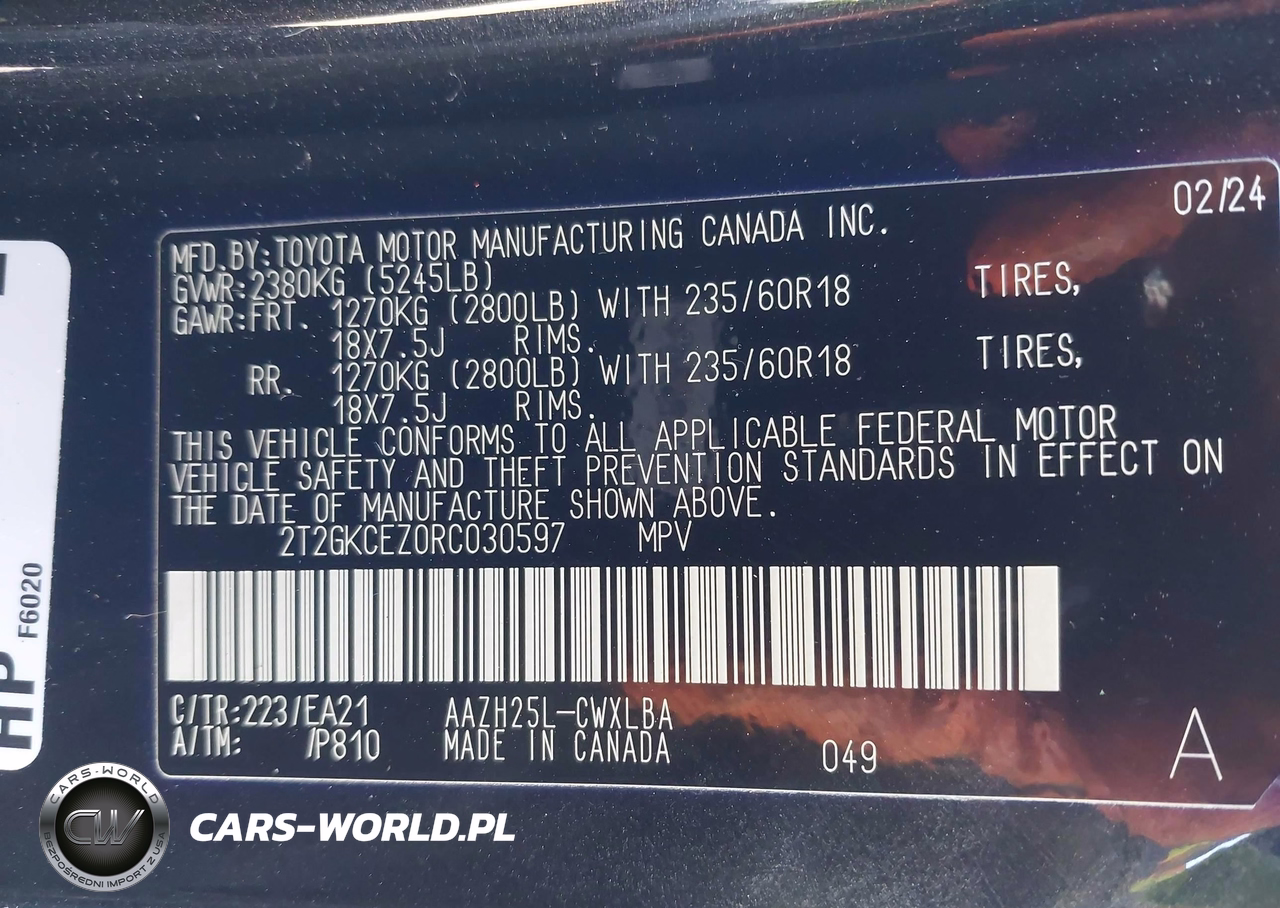 02/24
MFD.BY:TOYOTA MOTOR MANUFACTURING CANADA INC.
GVWR:2380KG (5245LB)
GAWR:FRT. 1270KG (2800LB) WITH 235/60R18 TIRES,
18X7.5J RIMS.
RR. 1270KG (2800LB) WITH 235/60R18 TIRES,
18X7.5J RIMS.
THIS VEHICLE CONFORMS TO ALL APPLICABLE FEDERAL MOTOR
VEHICLE SAFETY AND THEFT PREVENTION STANDARDS IN EFFECT ON
THE DATE OF MANUFACTURE SHOWN ABOVE.
2T2GKCEZ0RC030597 MPV
C/TR:223/EA21 AAZH25L-CWXLBA
A/TM: /P810 MADE IN CANADA 049 A
F6020
HP
CARS-WORLD
CW
BEZPOŚREDNI IMPORT Z USA
CARS-WORLD.PL